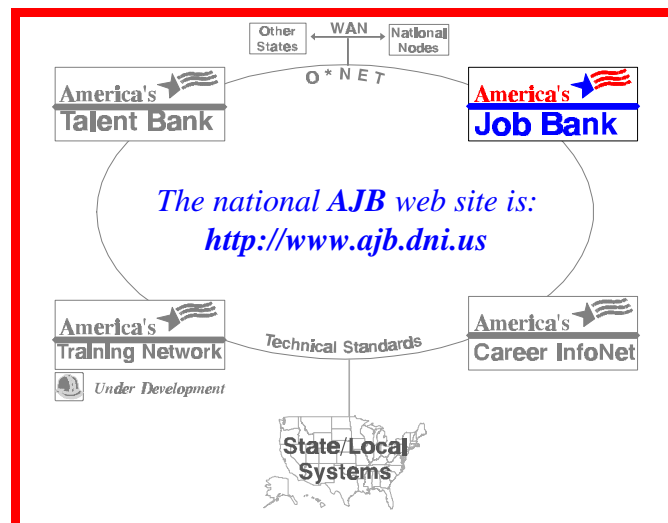 Other
States
WAN
National
Nodes
O*NET
America's
Talent Bank
America's
Job Bank
The national AJB web site is:
http://www.ajb.dni.us
America's
Training Network
Under Development
Technical Standards
America's
Career InfoNet
State/Local
Systems